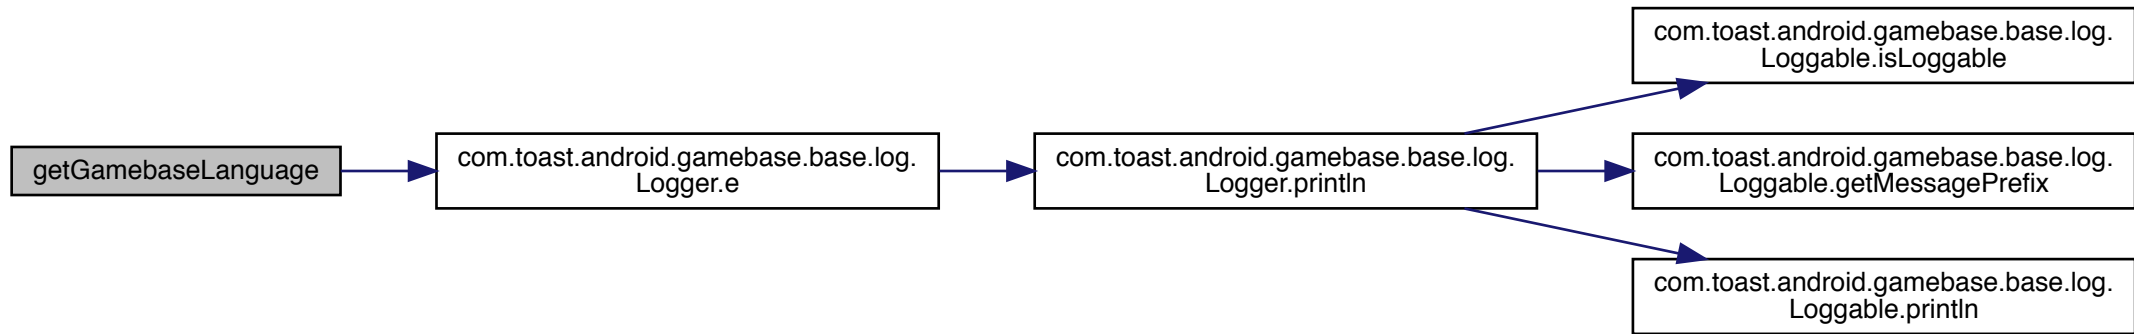 getGamebaseLanguage
com.toast.android.gamebase.base.log.
Logger.e
com.toast.android.gamebase.base.log.
Logger.println
com.toast.android.gamebase.base.log.
Loggable.isLoggable
com.toast.android.gamebase.base.log.
Loggable.getMessagePrefix
com.toast.android.gamebase.base.log.
Loggable.println